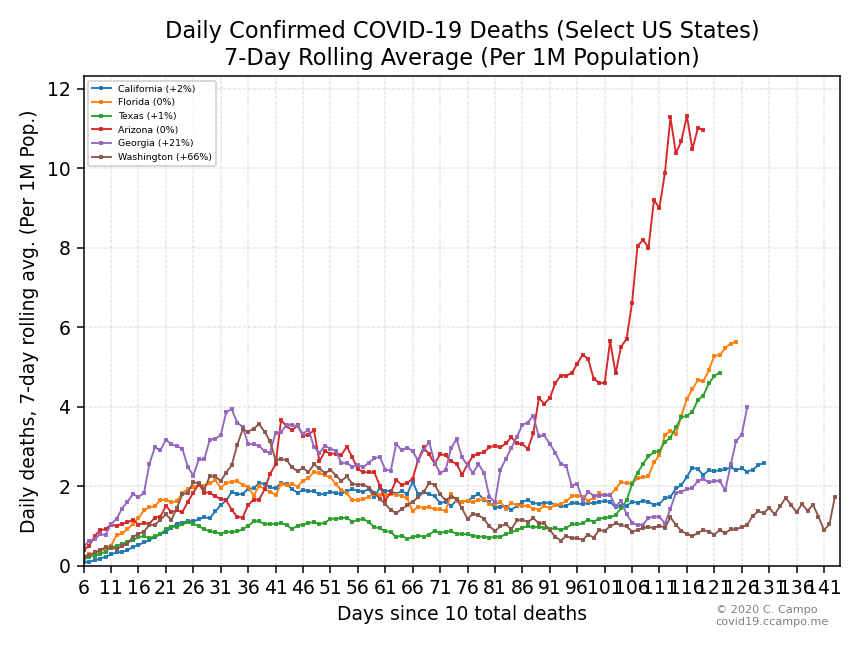 Daily Confirmed COVID-19 Deaths (Select US States)
7-Day Rolling Average (Per 1M Population)
Daily deaths, 7-day rolling avg. (Per 1M Pop.)
12
10
8
6
4
2
0
California (+2%)
Florida (0%)
Texas (+1%)
Arizona (0%)
Georgia (+21%)
Washington (+66%)
6 11 16 21 26 31 36 41 46 51 56 61 66 71 76 81 86 91 96 101 106 111 116 121 126 131 136 141
Days since 10 total deaths
© 2020 C. Campo
covid19.ccampo.me